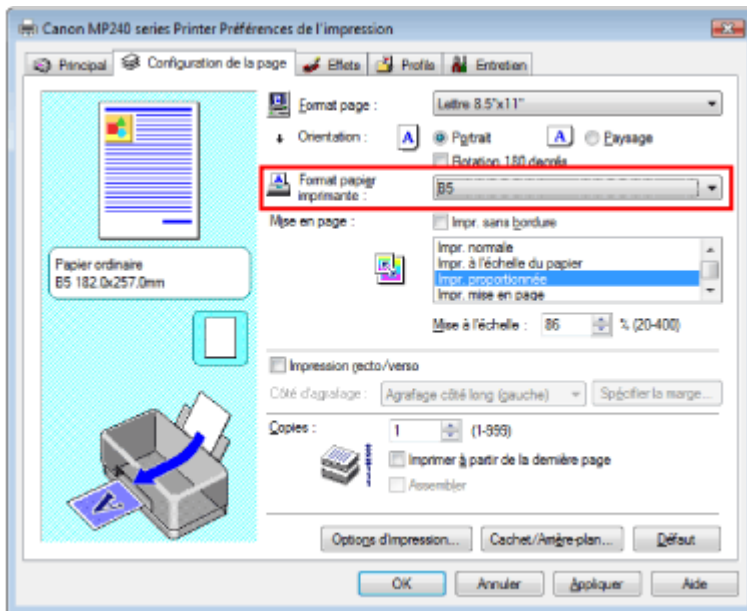 Canon MP240 series Printer Préférences de l'impression
Principal Configuration de la page Effets Profils Entretien
Format page : Lettre 8.5"x11"
Orientation : A Portrait A Paysage
Rotation 180 degrés
Format papier imprimante : B5
Mise en page : Impr. sans bordure
Impr. normale
Impr. à l'échelle du papier
Impr. proportionnée
Impr. mise en page
Papier ordinaire
B5 182.0x257.0mm
Mise à l'échelle : 86 % (20-400)
Impression recto/verso
Côté d'agrafage : Agrafage côté long (gauche) Spécifier la marge...
Copies : 1 (1-999)
Imprimer à partir de la dernière page
Assembler
A
Options d'impression... Cachet/Arrière-plan... Défaut
OK Annuler Appliquer Aide